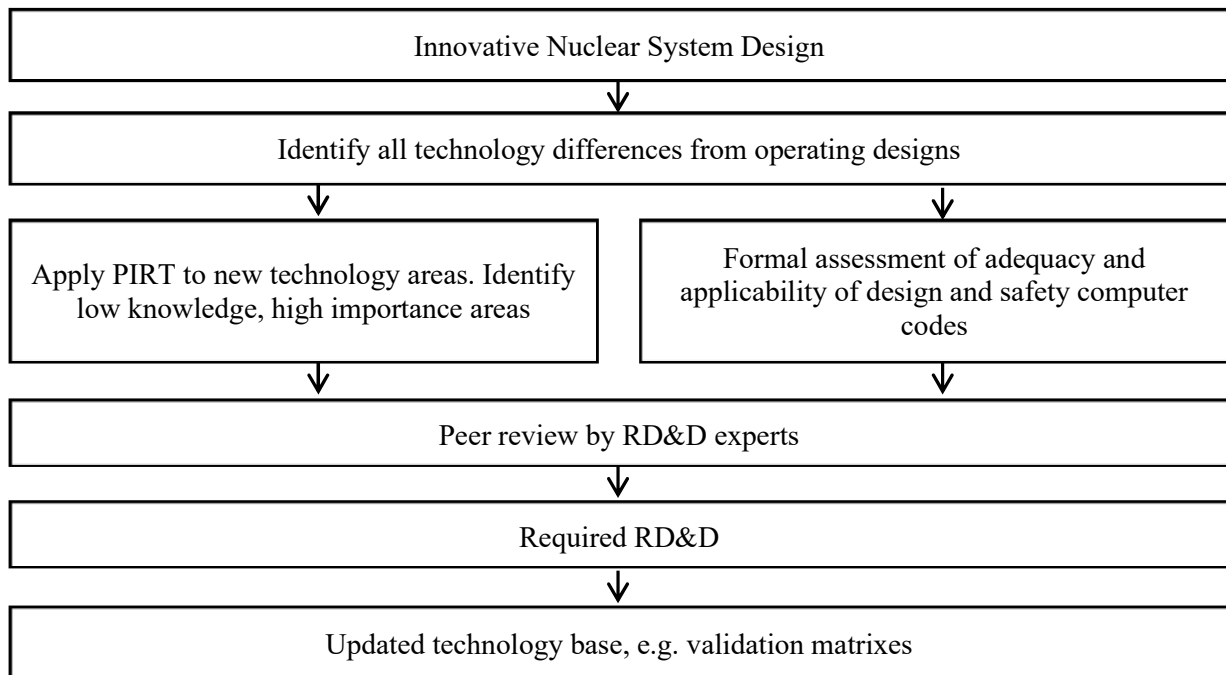 Innovative Nuclear System Design
Identify all technology differences from operating designs
Apply PIRT to new technology areas. Identify
low knowledge, high importance areas
Formal assessment of adequacy and
applicability of design and safety computer
codes
Peer review by RD&D experts
Required RD&D
Updated technology base, e.g. validation matrixes